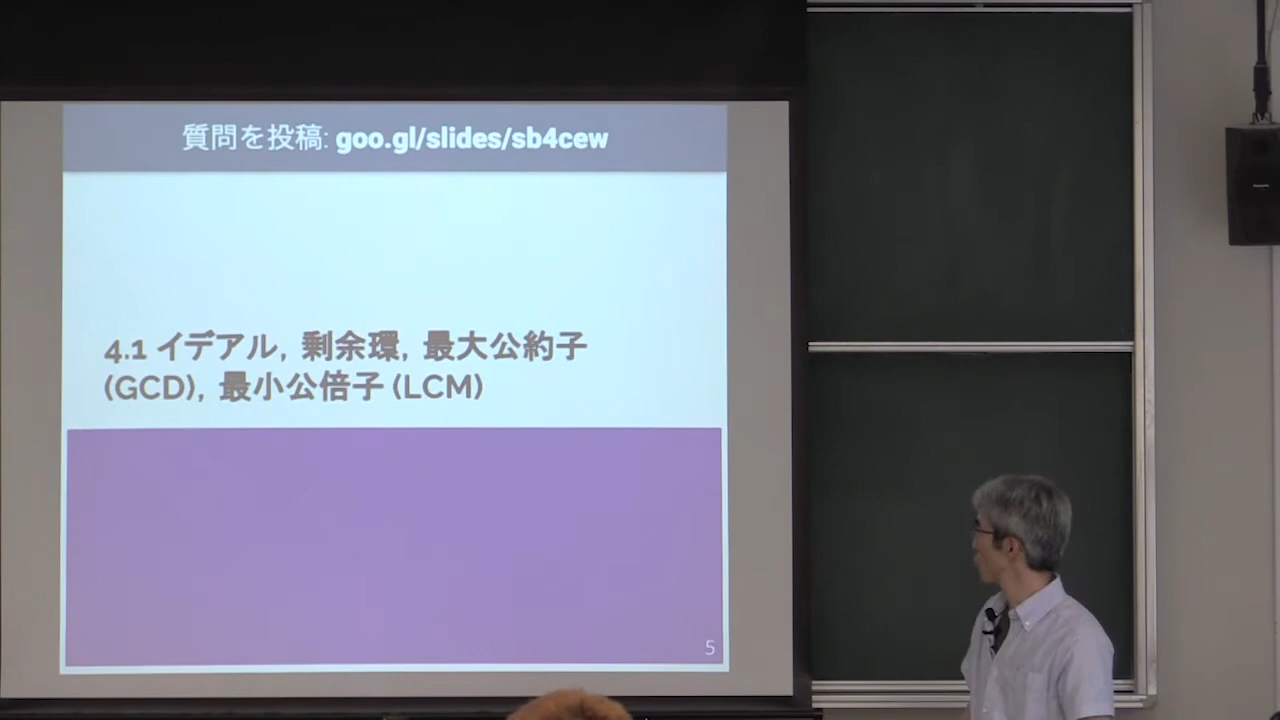 質問を投稿: goo.gl/slides/sb4cew
4.1 イデアル, 剰余環, 最大公約子
(GCD), 最小公倍子 (LCM)
5